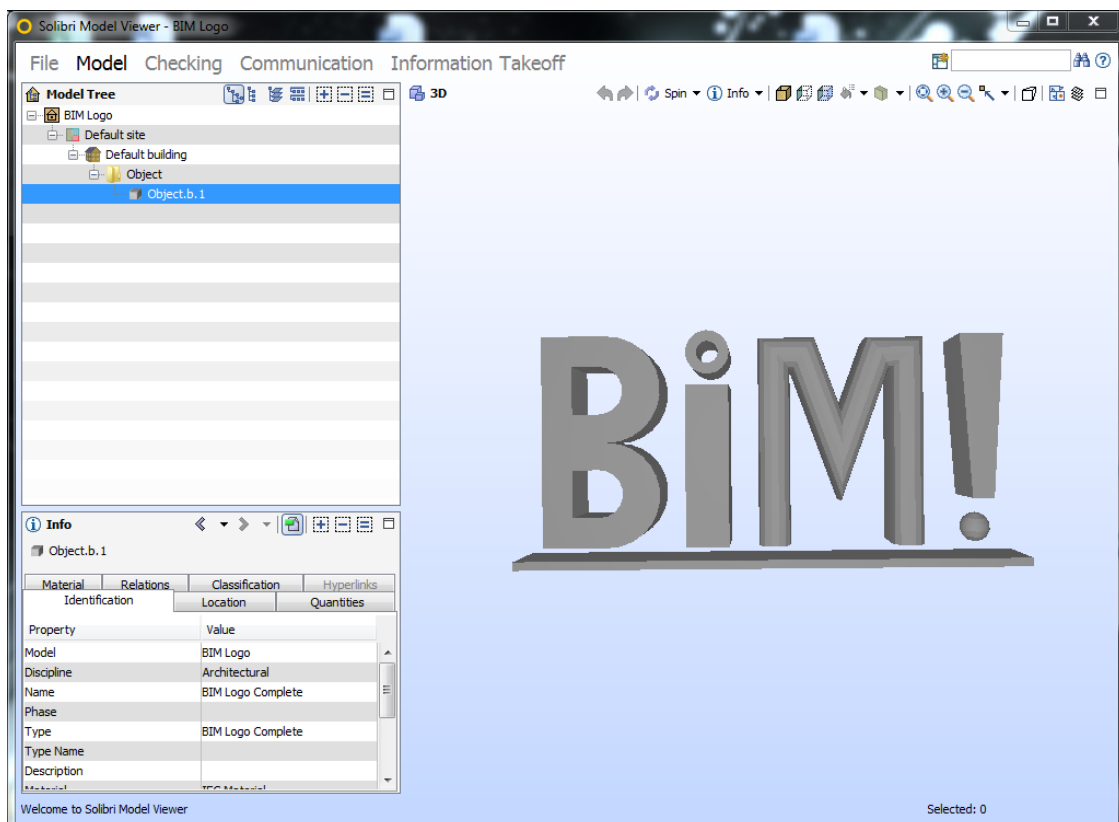 Solibri Model Viewer - BIM Logo
File Model Checking Communication Information Takeoff
Model Tree
BIM Logo
Default site
Default building
Object
Object.b.1
3D
Spin Info
BiM!
Info
Object.b.1
Material Relations Classification Hyperlinks
Identification Location Quantities
Property Value
Model BIM Logo
Discipline Architectural
Name BIM Logo Complete
Phase
Type BIM Logo Complete
Type Name
Description
Material IFC Material
Welcome to Solibri Model Viewer
Selected: 0